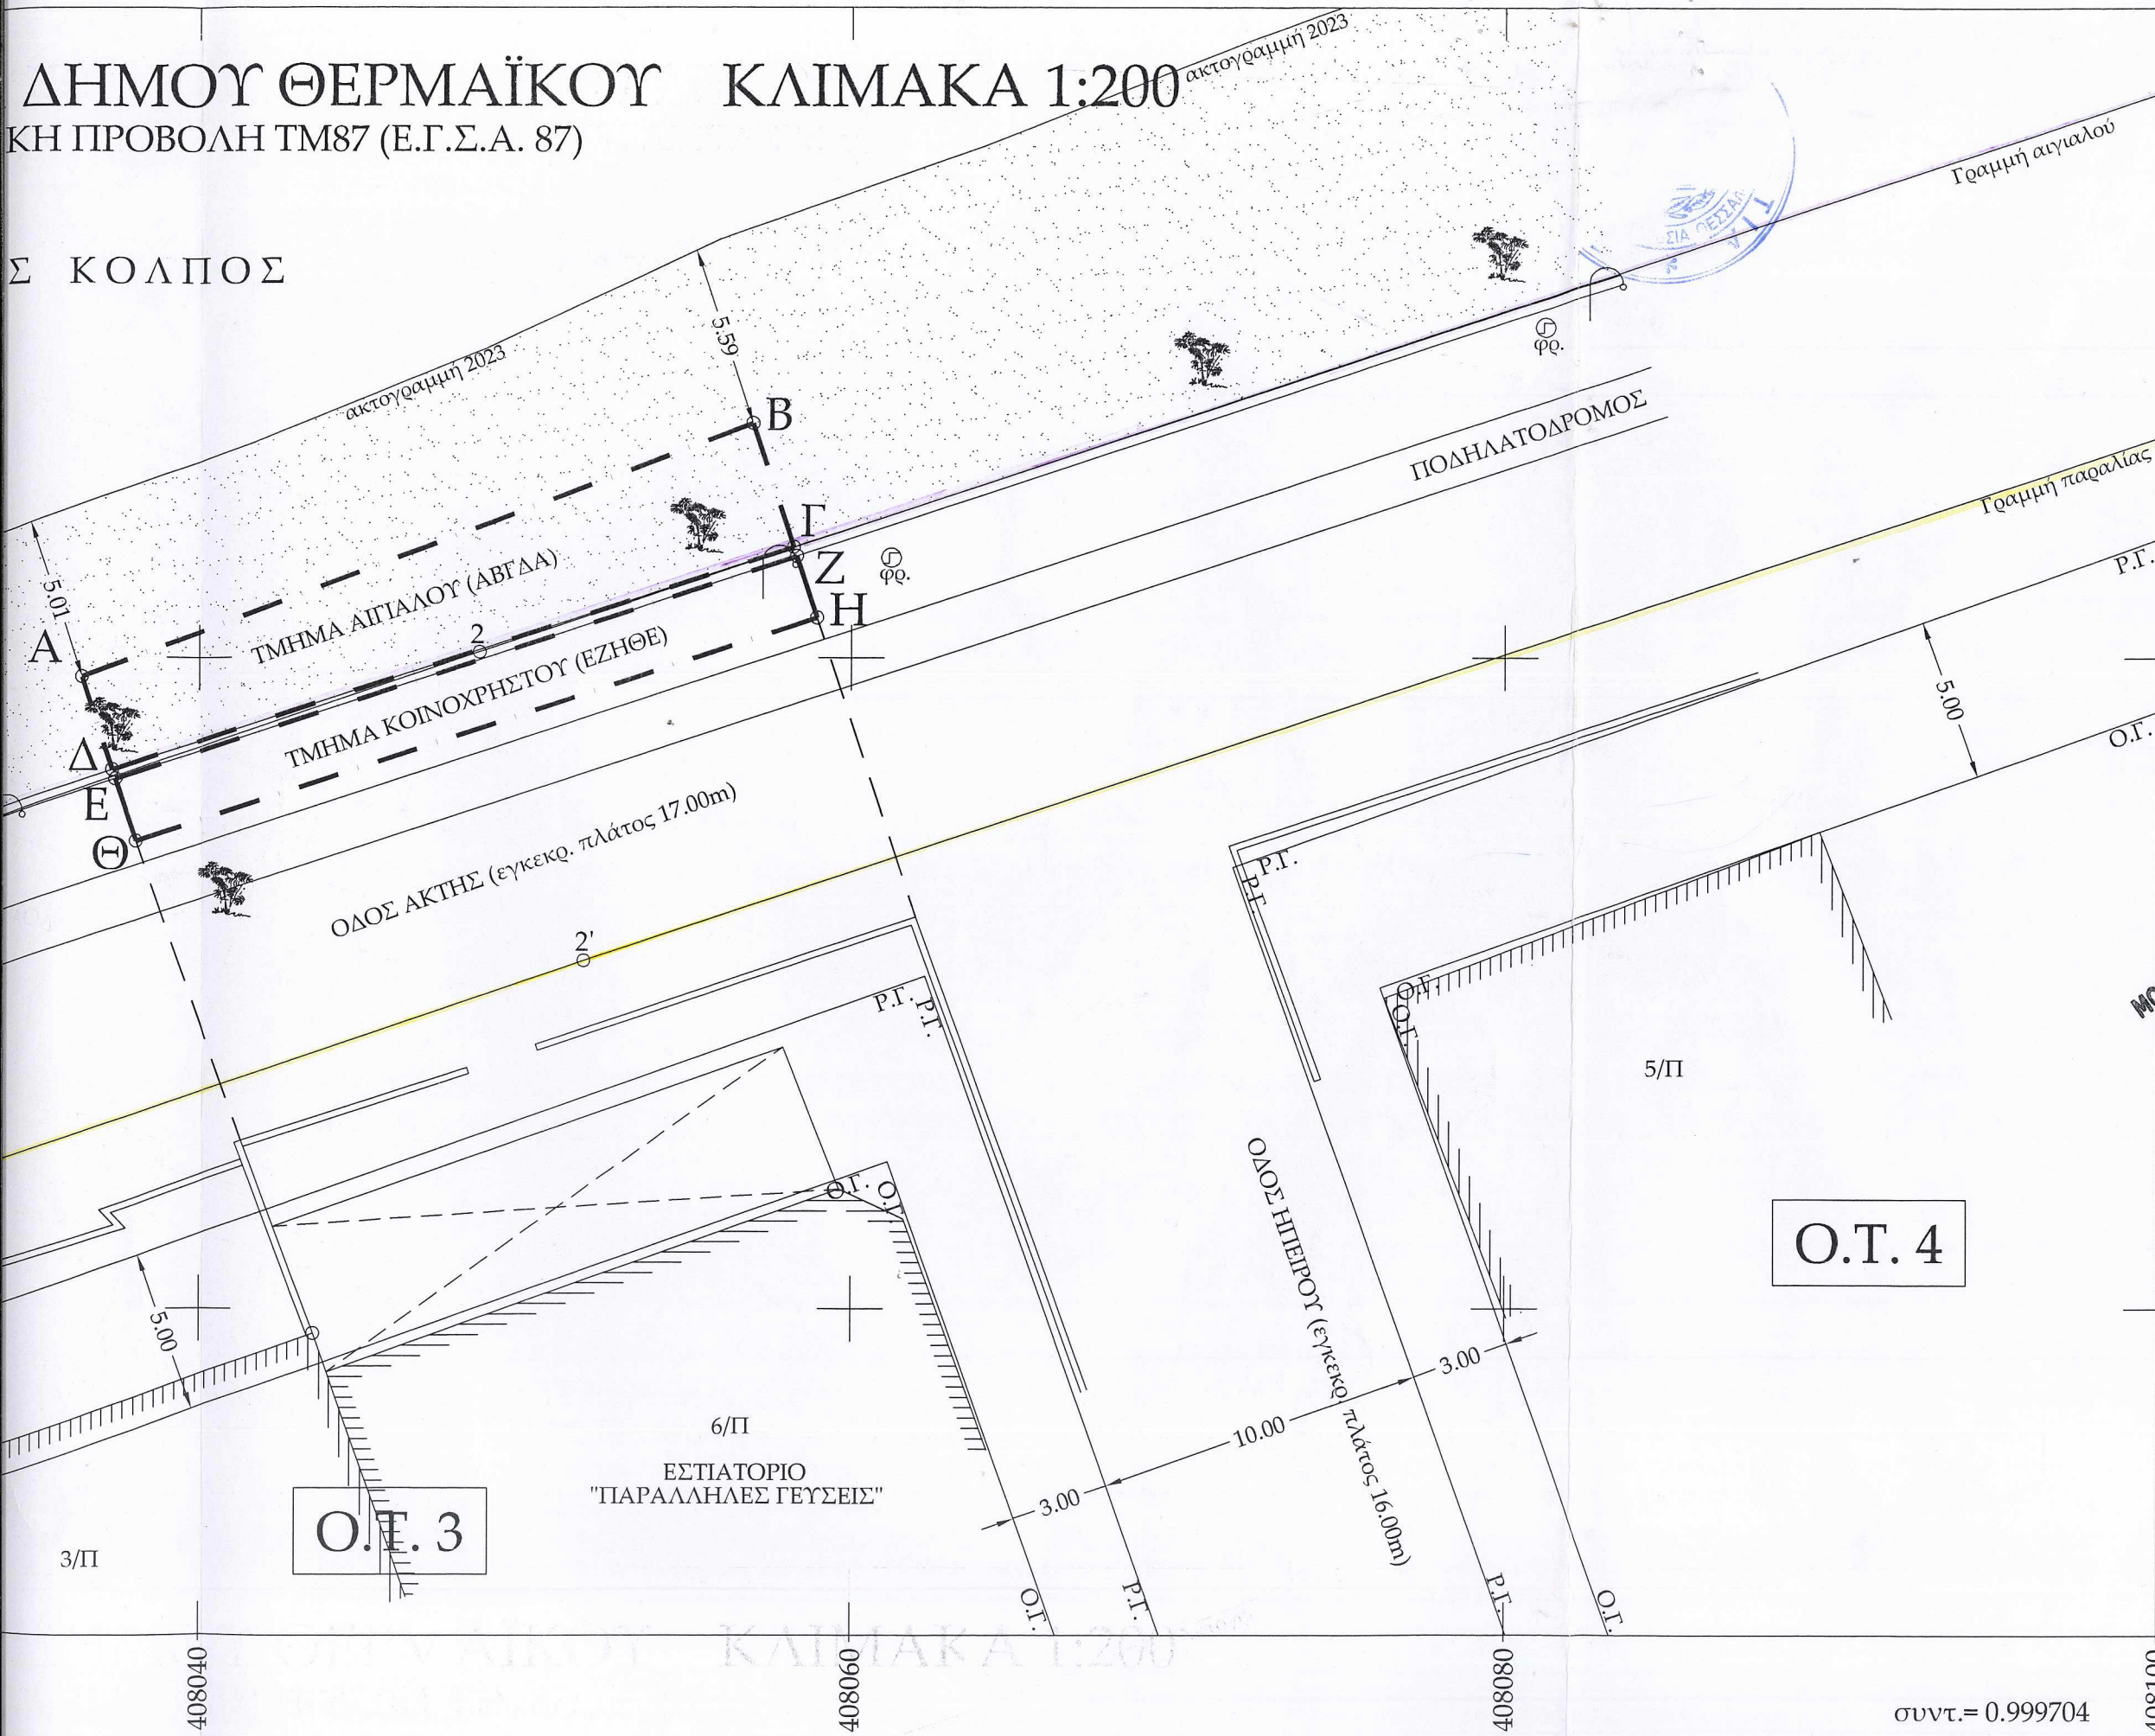 ΔΗΜΟΥ ΘΕΡΜΑΪΚΟΥ ΚΛΙΜΑΚΑ 1:200
ΚΗ ΠΡΟΒΟΛΗ ΤΜ87 (Ε.Γ.Σ.Α. 87)
Σ ΚΟΛΠΟΣ
ακτογραμμή 2023
Γραμμή αιγιαλού
ΣΙΑ ΘΕΣΣΑΛ
ακτογραμμή 2023
5.59
φρ.
Β
ΠΟΔΗΛΑΤΟΔΡΟΜΟΣ
Γραμμή παραλίας
5.01
Γ
Ζ
φρ.
Η
Ρ.Γ.
Α
ΤΜΗΜΑ ΑΙΓΙΑΛΟΥ (ΑΒΓΔΑ)
2
ΤΜΗΜΑ ΚΟΙΝΟΧΡΗΣΤΟΥ (ΕΖΗΘΕ)
5.00
Ο.Γ.
Δ
Ε
Θ
ΟΔΟΣ ΑΚΤΗΣ (εγκεκρ. πλάτος 17.00m)
Ρ.Γ.
Ρ.Γ.
2'
Ρ.Γ.
Ρ.Γ.
Ο.Γ.
Ο.Γ.
5/Π
Ο.Γ.
Ο.Γ.
ΟΔΟΣ ΗΠΕΙΡΟΥ (εγκεκρ. πλάτος 16.00m)
Ο.Τ. 4
5.00
3.00
10.00
3.00
6/Π
ΕΣΤΙΑΤΟΡΙΟ
"ΠΑΡΑΛΛΗΛΕΣ ΓΕΥΣΕΙΣ"
Ο.Τ. 3
3/Π
Ο.Γ.
Ρ.Γ.
Ρ.Γ.
Ο.Γ.
408040
408060
408080
συντ.= 0.999704